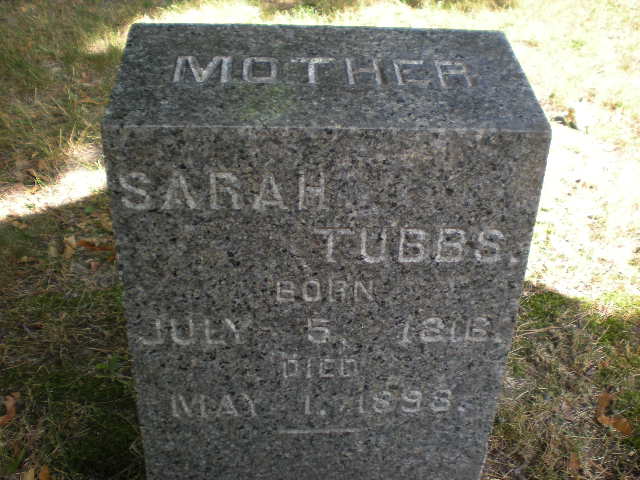 MOTHER
SARAH
TUBBS.
BORN
JULY 5, 1816.
DIED
MAY 1, 1898.